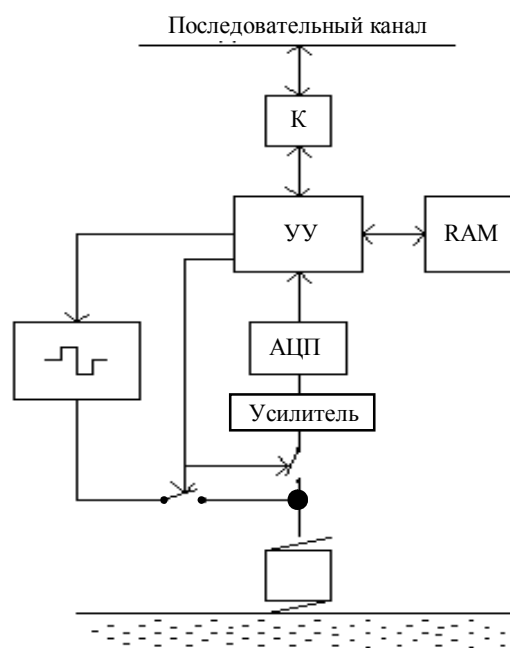 Последовательный канал
К
УУ
RAM
АЦП
Усилитель